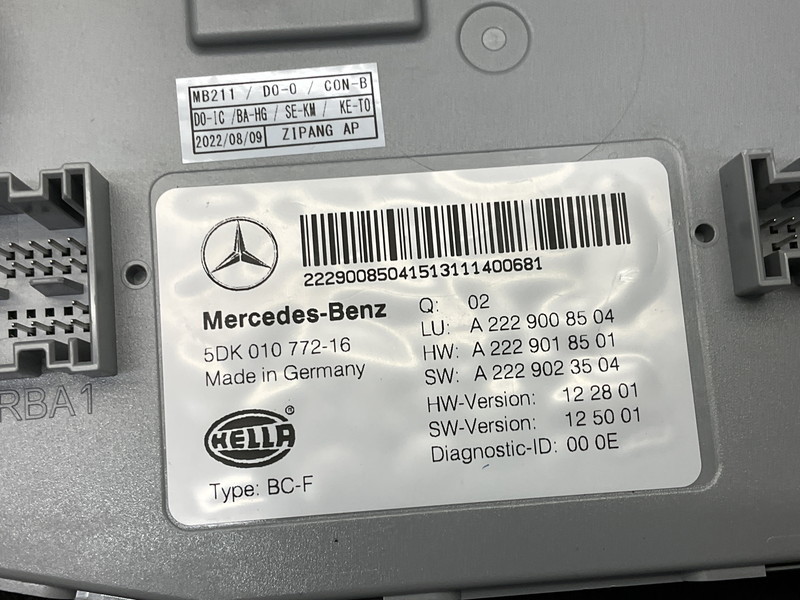 MB211 / DO-O / CON-B
DO-IC /BA-HG / SE-KM / KE-TO
2022/08/09 ZIPANG AP
22290085041513111400681
Mercedes-Benz
5DK 010 772-16
Made in Germany
HELLA®
Type: BC-F
Q: 02
LU: A 222 900 85 04
HW: A 222 901 85 01
SW: A 222 902 35 04
HW-Version: 12 28 01
SW-Version: 12 50 01
Diagnostic-ID: 00 0E
RBA1